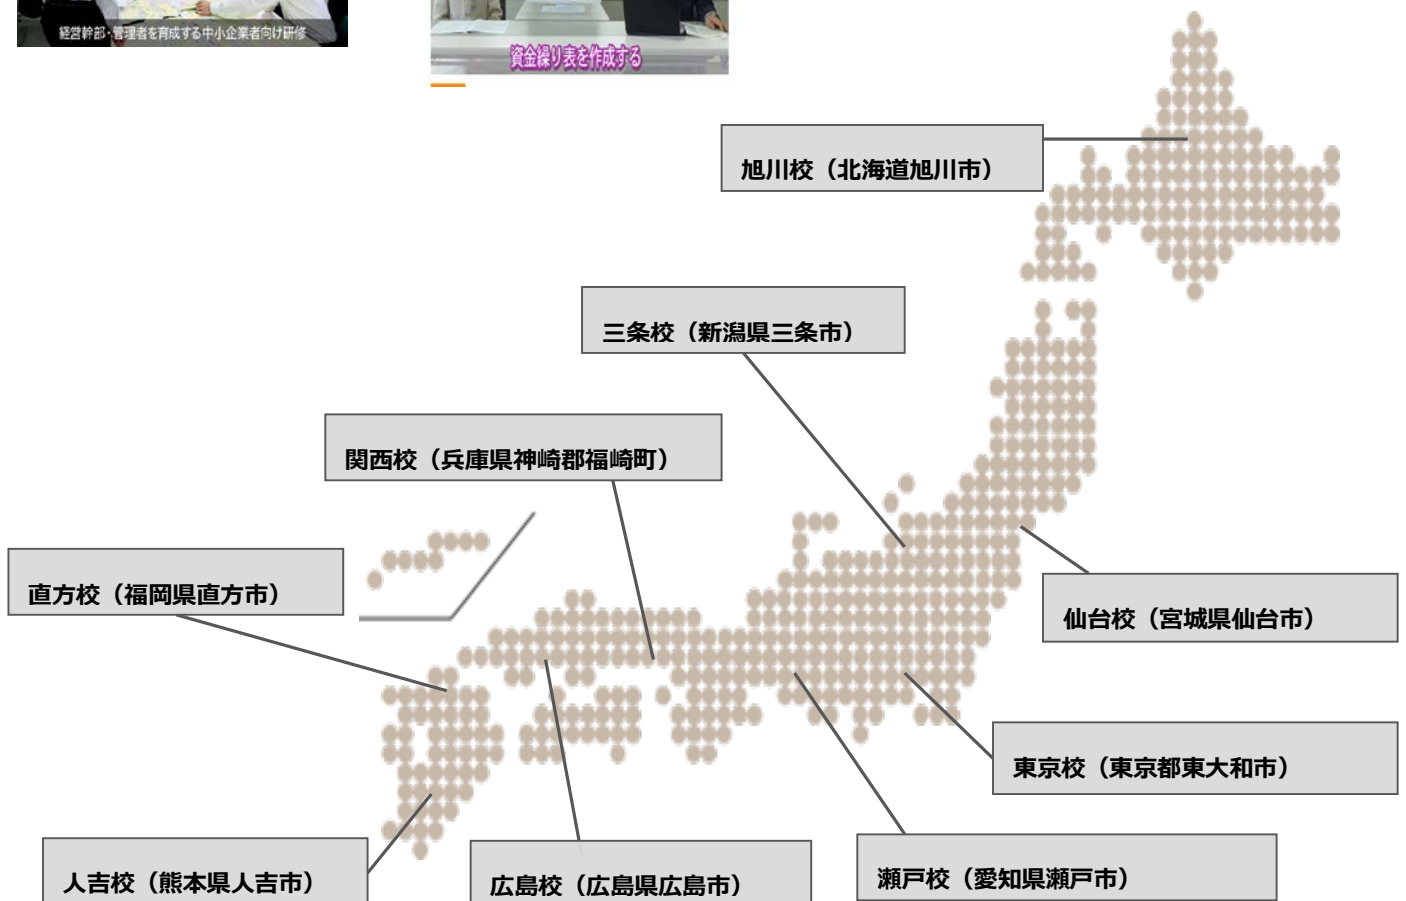 経営幹部・管理者を育成する中小企業者向け研修
資金繰り表を作成する
旭川校（北海道旭川市）
三条校（新潟県三条市）
関西校（兵庫県神崎郡福崎町）
直方校（福岡県直方市）
仙台校（宮城県仙台市）
東京校（東京都東大和市）
瀬戸校（愛知県瀬戸市）
人吉校（熊本県人吉市）
広島校（広島県広島市）